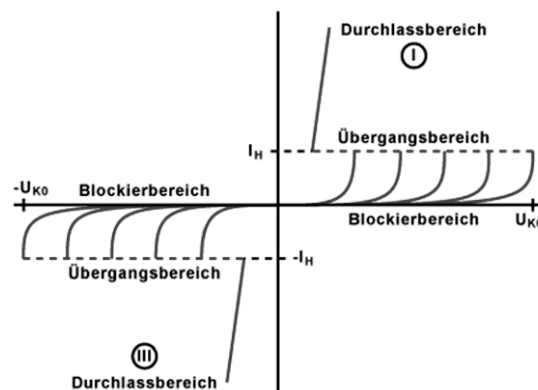 Durchlassbereich
I
I_H
Übergangsbereich
-U_K0
Blockierbereich
Blockierbereich
U_K0
Übergangsbereich
-I_H
III
Durchlassbereich